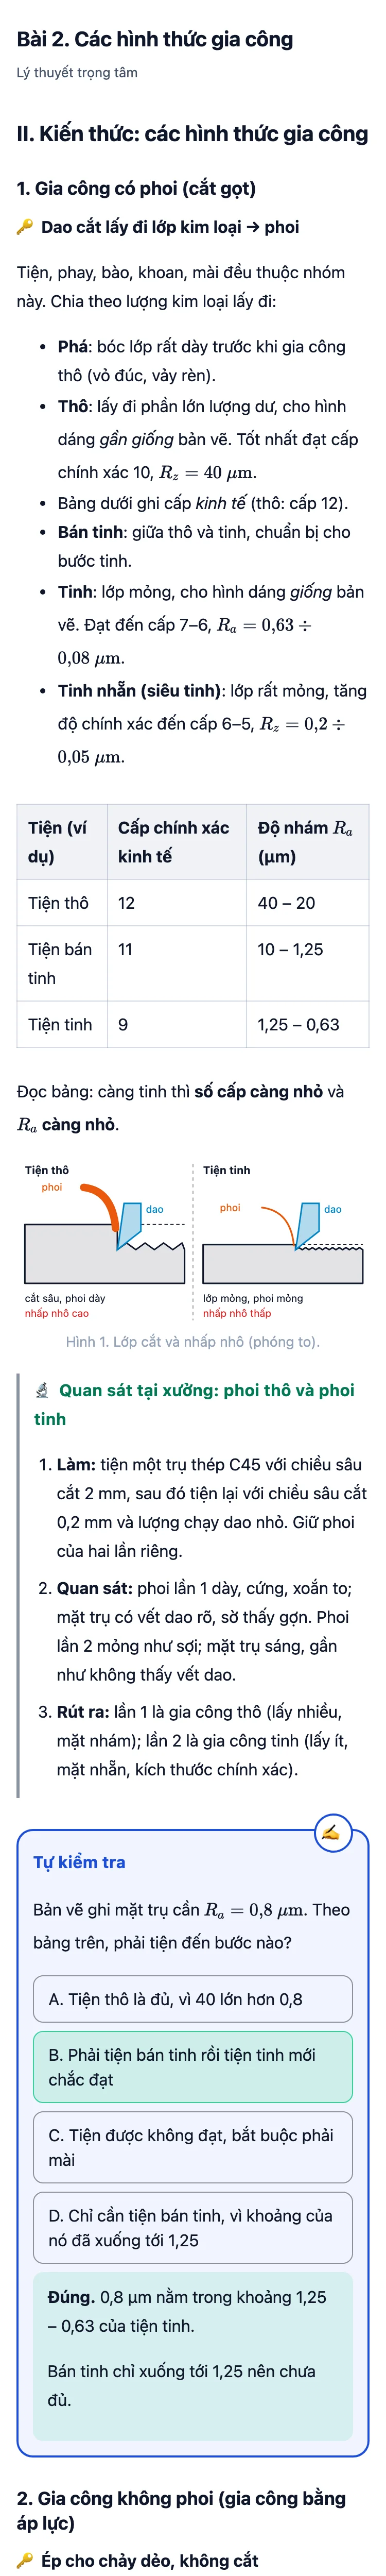 Bài 2. Các hình thức gia công
Lý thuyết trọng tâm
II. Kiến thức: các hình thức gia công
1. Gia công có phoi (cắt gọt)
🔑 Dao cắt lấy đi lớp kim loại → phoi
Tiện, phay, bào, khoan, mài đều thuộc nhóm
này. Chia theo lượng kim loại lấy đi:
• Phá: bóc lớp rất dày trước khi gia công
thô (vỏ đúc, vảy rèn).
• Thô: lấy đi phần lớn lượng dư, cho hình
dáng gần giống bản vẽ. Tốt nhất đạt cấp
chính xác 10, R_z = 40 μm.
• Bảng dưới ghi cấp kinh tế (thô: cấp 12).
• Bán tinh: giữa thô và tinh, chuẩn bị cho
bước tinh.
• Tinh: lớp mỏng, cho hình dáng giống bản
vẽ. Đạt đến cấp 7–6, R_a = 0,63 ÷
0,08 μm.
• Tinh nhẵn (siêu tinh): lớp rất mỏng, tăng
độ chính xác đến cấp 6–5, R_z = 0,2 ÷
0,05 μm.
Tiện (ví dụ) Cấp chính xác kinh tế Độ nhám R_a (μm)
Tiện thô 12 40 – 20
Tiện bán tinh 11 10 – 1,25
Tiện tinh 9 1,25 – 0,63
Đọc bảng: càng tinh thì số cấp càng nhỏ và
R_a càng nhỏ.
Tiện thô
phoi
dao
cắt sâu, phoi dày
nhấp nhô cao
Tiện tinh
phoi
dao
lớp mỏng, phoi mỏng
nhấp nhô thấp
Hình 1. Lớp cắt và nhấp nhô (phóng to).
🔬 Quan sát tại xưởng: phoi thô và phoi
tinh
1. Làm: tiện một trụ thép C45 với chiều sâu
cắt 2 mm, sau đó tiện lại với chiều sâu cắt
0,2 mm và lượng chạy dao nhỏ. Giữ phoi
của hai lần riêng.
2. Quan sát: phoi lần 1 dày, cứng, xoắn to;
mặt trụ có vết dao rõ, sờ thấy gợn. Phoi
lần 2 mỏng như sợi; mặt trụ sáng, gần
như không thấy vết dao.
3. Rút ra: lần 1 là gia công thô (lấy nhiều,
mặt nhám); lần 2 là gia công tinh (lấy ít,
mặt nhẵn, kích thước chính xác).
✍️
Tự kiểm tra
Bản vẽ ghi mặt trụ cần R_a = 0,8 μm. Theo
bảng trên, phải tiện đến bước nào?
A. Tiện thô là đủ, vì 40 lớn hơn 0,8
B. Phải tiện bán tinh rồi tiện tinh mới
chắc đạt
C. Tiện được không đạt, bắt buộc phải
mài
D. Chỉ cần tiện bán tinh, vì khoảng của
nó đã xuống tới 1,25
Đúng. 0,8 μm nằm trong khoảng 1,25
– 0,63 của tiện tinh.
Bán tinh chỉ xuống tới 1,25 nên chưa
đủ.
2. Gia công không phoi (gia công bằng
áp lực)
🔑 Ép cho chảy dẻo, không cắt